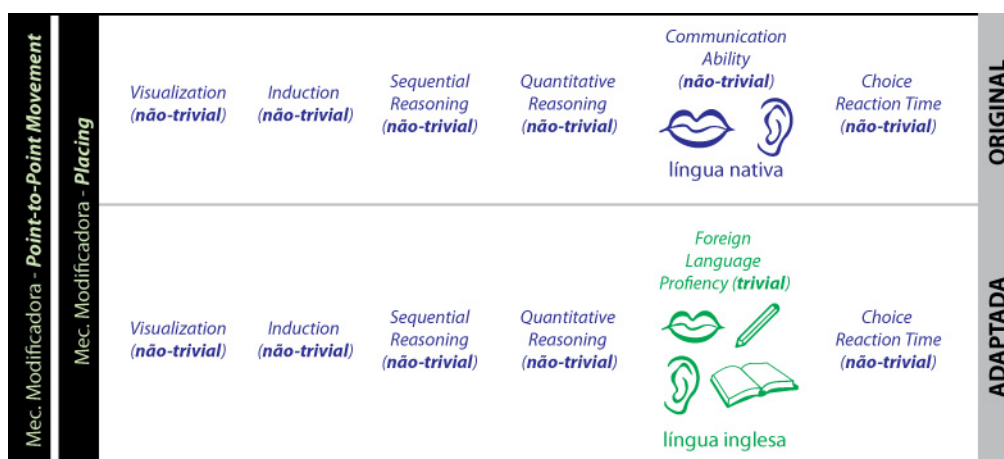 Mec. Modificadora - Point-to-Point Movement
Mec. Modificadora - Placing
Visualization
(não-trivial)
Induction
(não-trivial)
Sequential
Reasoning
(não-trivial)
Quantitative
Reasoning
(não-trivial)
Communication
Ability
(não-trivial)
língua nativa
Choice
Reaction Time
(não-trivial)
ORIGINAL
Visualization
(não-trivial)
Induction
(não-trivial)
Sequential
Reasoning
(não-trivial)
Quantitative
Reasoning
(não-trivial)
Foreign
Language
Profiency (trivial)
língua inglesa
Choice
Reaction Time
(não-trivial)
ADAPTADA